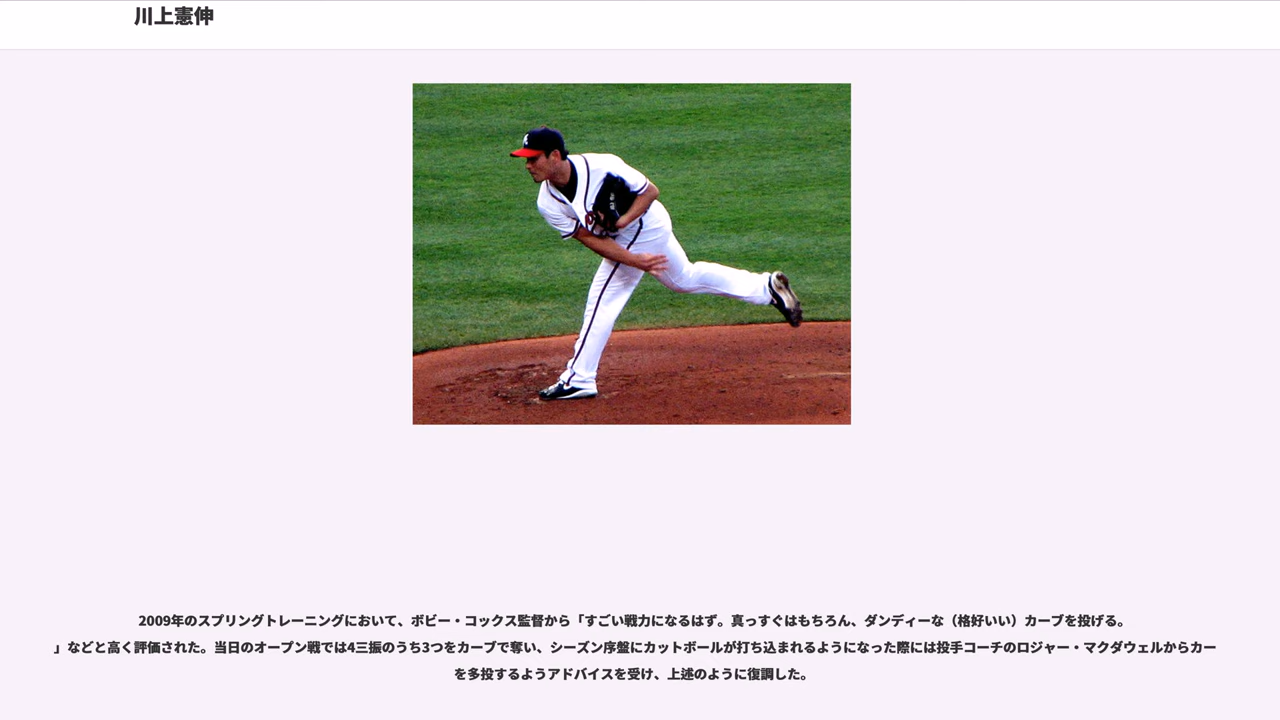 川上憲伸
2009年のスプリングトレーニングにおいて、ボビー・コックス監督から「すごい戦力になるはず。真っすぐはもちろん、ダンディーな（格好いい）カーブを投げる。
」などと高く評価された。当日のオープン戦では4三振のうち3つをカーブで奪い、シーズン序盤にカットボールが打ち込まれるようになった際には投手コーチのロジャー・マクダウェルからカー
を多投するようアドバイスを受け、上述のように復調した。